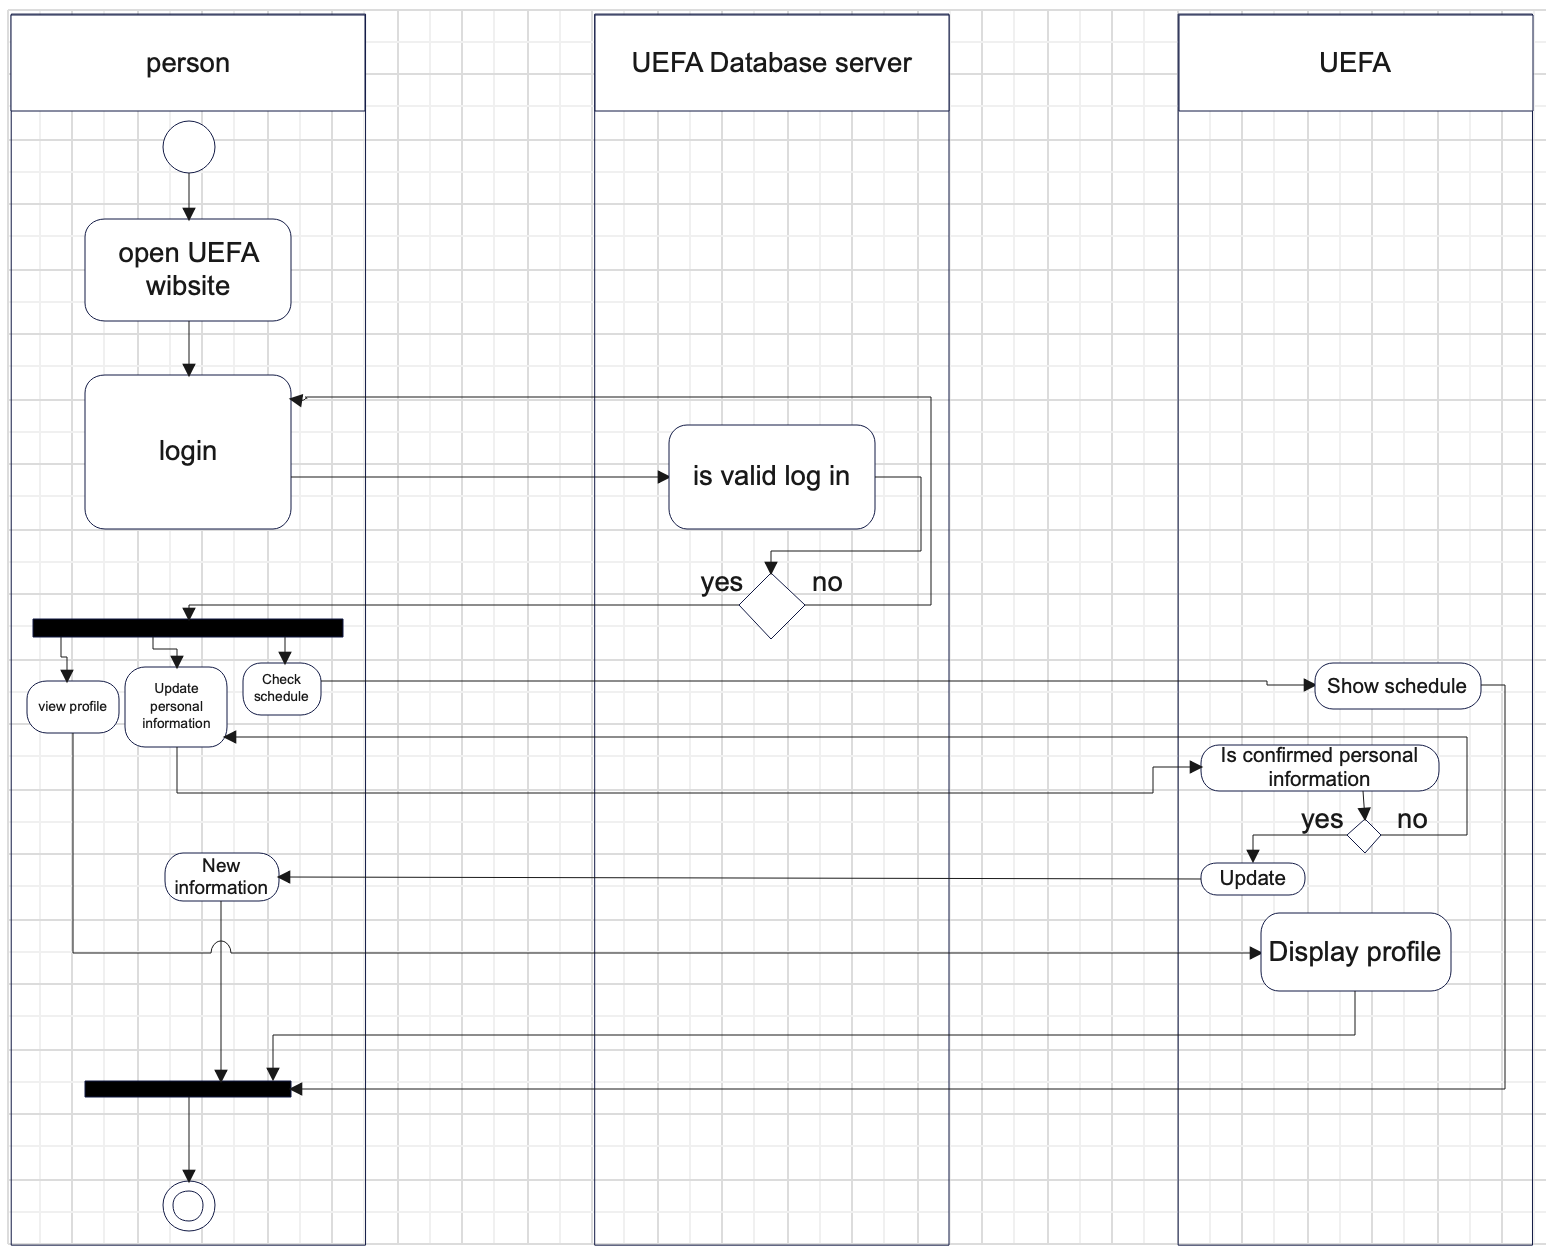 person
UEFA Database server
UEFA
open UEFA
wibsite
login
is valid log in
yes
no
view profile
Update
personal
information
Check
schedule
Show schedule
Is confirmed personal
information
yes
no
New
information
Update
Display profile